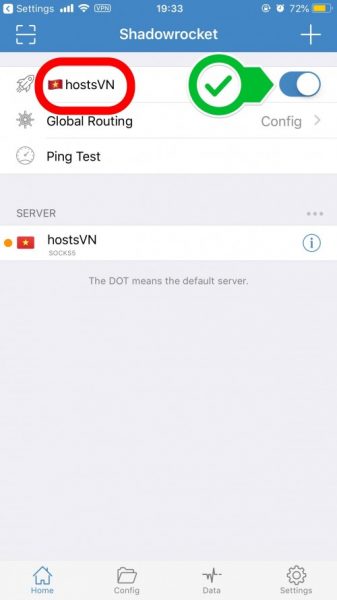 Settings VPN 19:33 72%
Shadowrocket
hostsVN
Global Routing Config
Ping Test
SERVER
hostsVN
SOCKS5
The DOT means the default server.
Home Config Data Settings